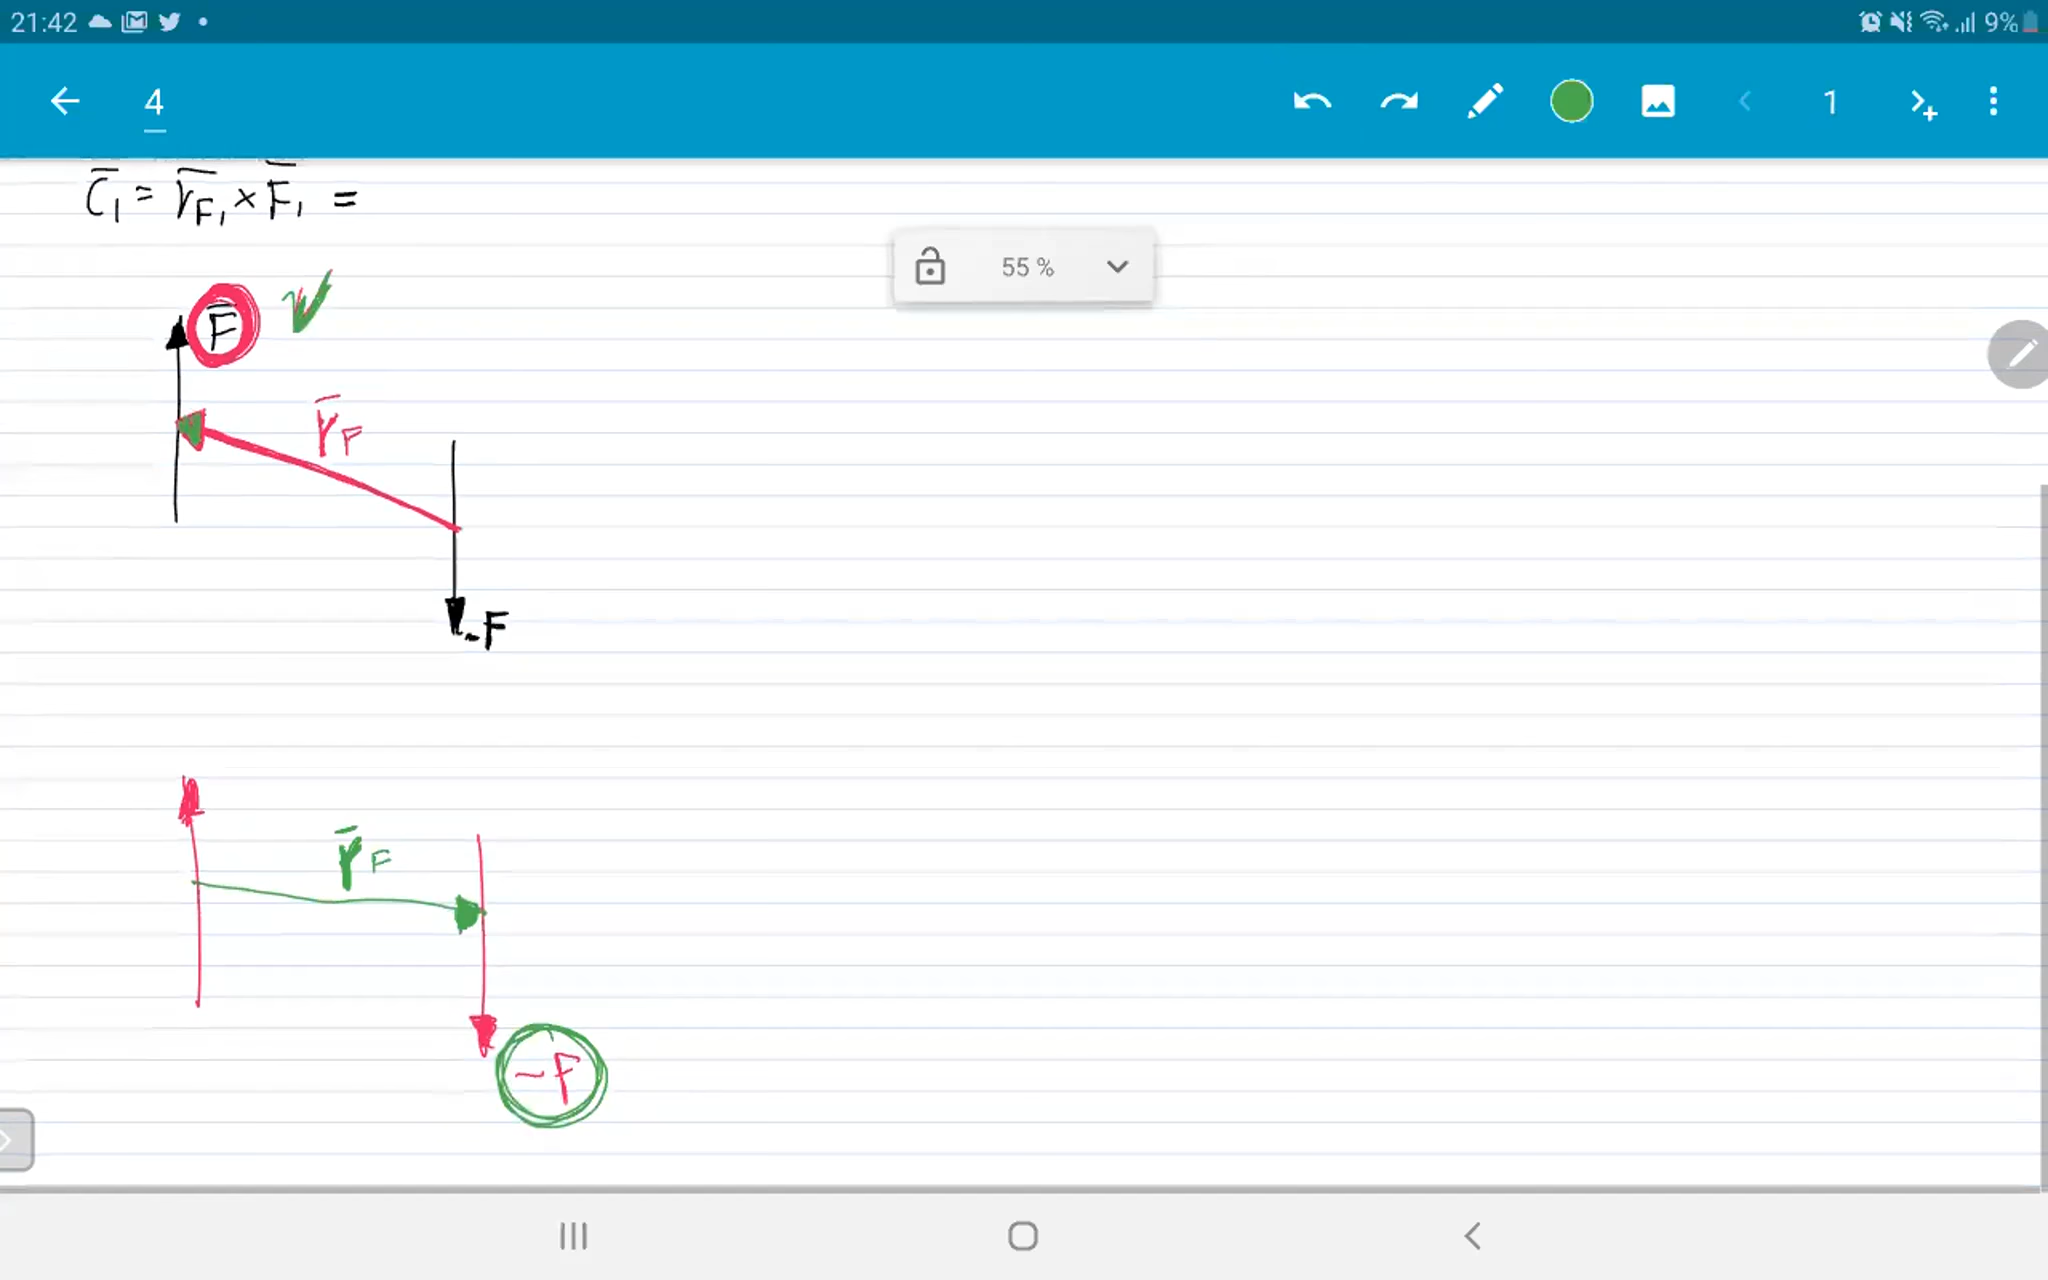 21:42 9%
4 1
C̅₁ = r̅F₁ × F̅₁ =
55 %
F̅
r̅F
-F
r̅F
-F